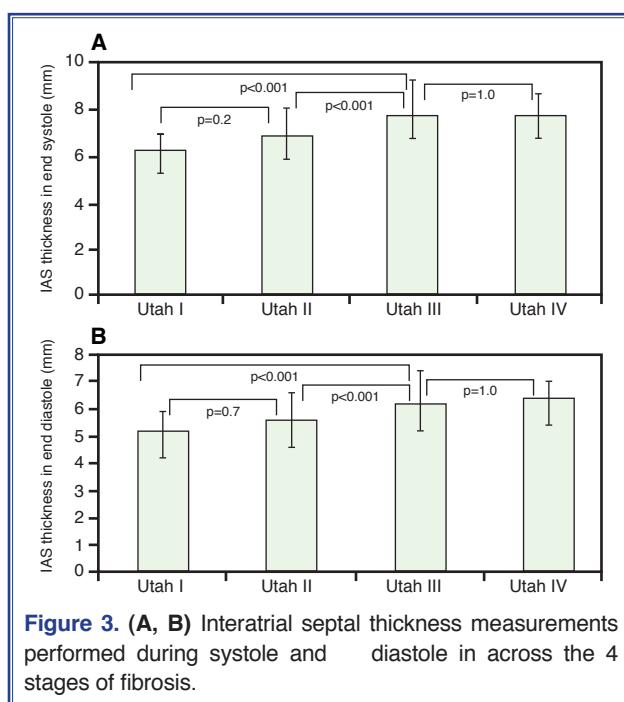 A
IAS thickness in end systole (mm)
10
8
6
4
2
0
p<0.001
p=0.2
p<0.001
p=1.0
Utah I
Utah II
Utah III
Utah IV
B
IAS thickness in end diastole (mm)
8
7
6
5
4
3
2
1
0
p<0.001
p=0.7
p<0.001
p=1.0
Utah I
Utah II
Utah III
Utah IV
Figure 3. (A, B) Interatrial septal thickness measurements
performed during systole and diastole in across the 4
stages of fibrosis.